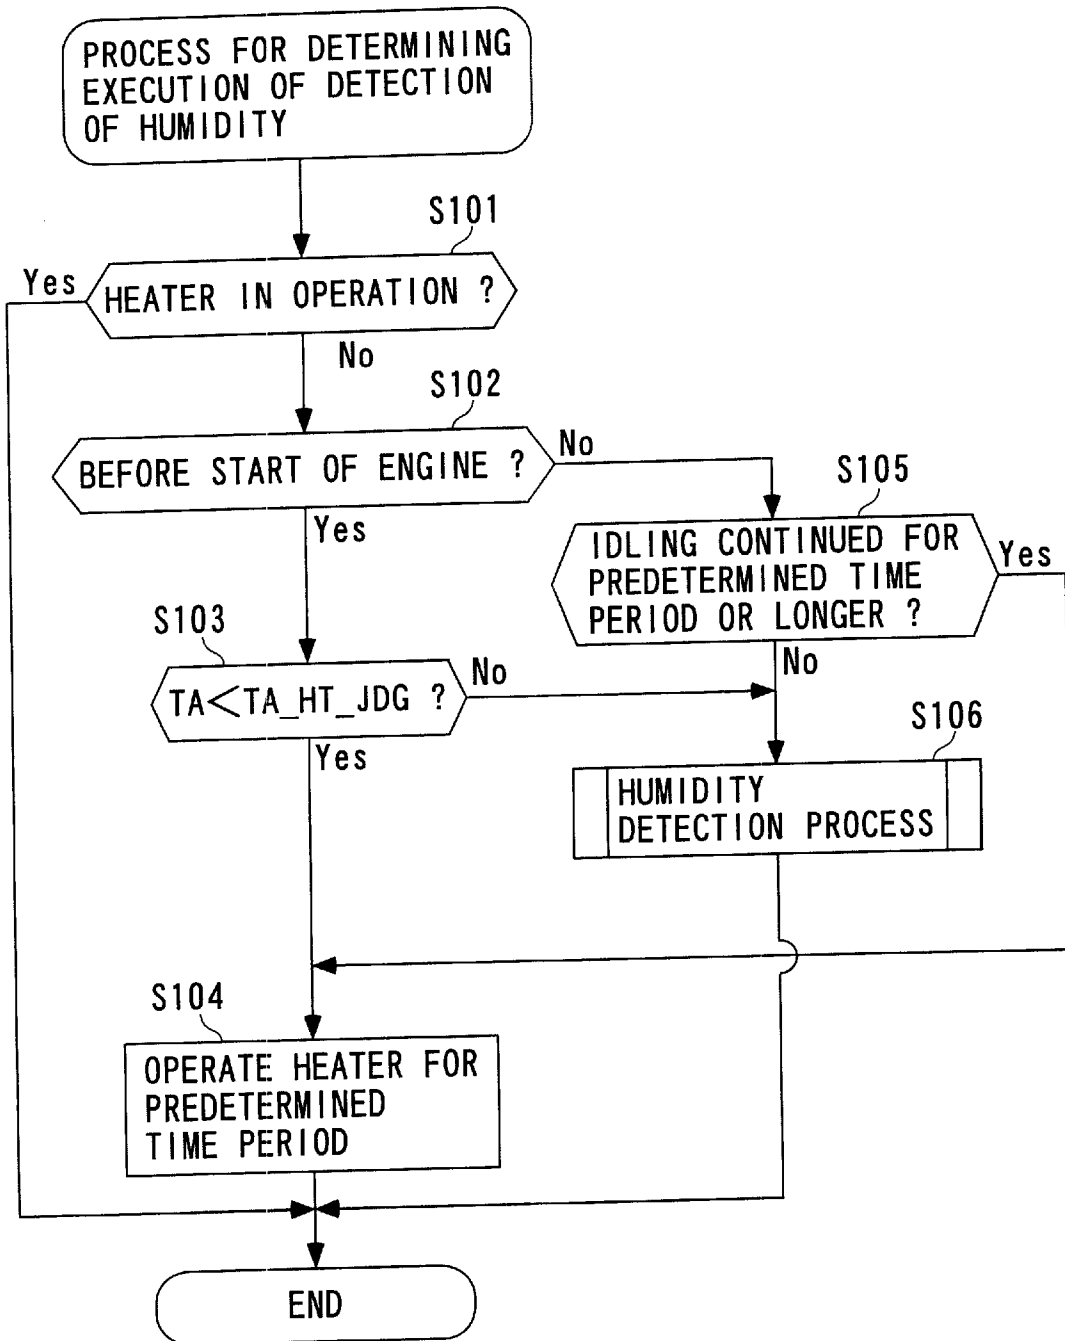 PROCESS FOR DETERMINING
EXECUTION OF DETECTION
OF HUMIDITY
S101
Yes
HEATER IN OPERATION ?
No
S102
BEFORE START OF ENGINE ?
No
Yes
S105
IDLING CONTINUED FOR
PREDETERMINED TIME
PERIOD OR LONGER ?
Yes
No
S103
TA<TA_HT_JDG ?
No
Yes
S106
HUMIDITY
DETECTION PROCESS
S104
OPERATE HEATER FOR
PREDETERMINED
TIME PERIOD
END